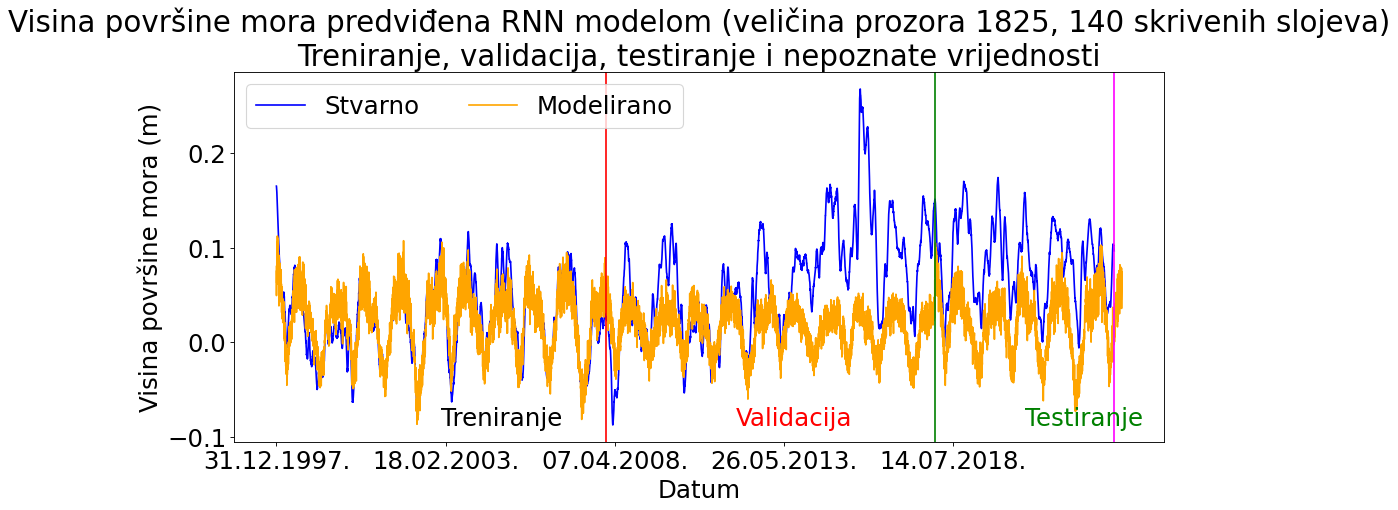 Visina površine mora predviđena RNN modelom (veličina prozora 1825, 140 skrivenih slojeva)
Treniranje, validacija, testiranje i nepoznate vrijednosti
Stvarno Modelirano
Visina površine mora (m)
0.2
0.1
0.0
−0.1
Treniranje Validacija Testiranje
31.12.1997. 18.02.2003. 07.04.2008. 26.05.2013. 14.07.2018.
Datum